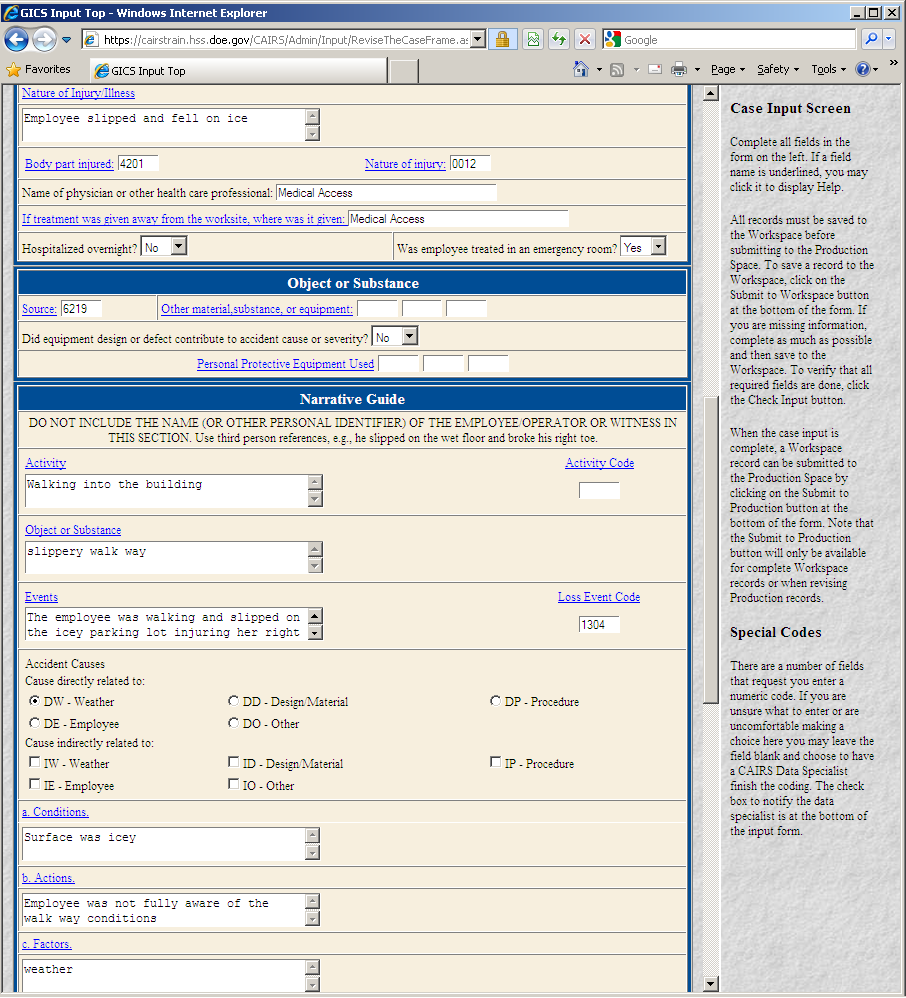 GICS Input Top - Windows Internet Explorer
https://cairstrain.hss.doe.gov/CAIRS/Admin/Input/ReviseTheCaseFrame.as
Google
Favorites
GICS Input Top
Page
Safety
Tools
Nature of Injury/Illness
Employee slipped and fell on ice
Body part injured: 4201 Nature of injury: 0012
Name of physician or other health care professional: Medical Access
If treatment was given away from the worksite, where was it given: Medical Access
Hospitalized overnight? No Was employee treated in an emergency room? Yes
Object or Substance
Source: 6219 Other material,substance, or equipment:
Did equipment design or defect contribute to accident cause or severity? No
Personal Protective Equipment Used
Narrative Guide
DO NOT INCLUDE THE NAME (OR OTHER PERSONAL IDENTIFIER) OF THE EMPLOYEE/OPERATOR OR WITNESS IN
THIS SECTION. Use third person references, e.g., he slipped on the wet floor and broke his right toe.
Activity Activity Code
Walking into the building
Object or Substance
slippery walk way
Events Loss Event Code
The employee was walking and slipped on
the icey parking lot injuring her right
1304
Accident Causes
Cause directly related to:
DW - Weather DD - Design/Material DP - Procedure
DE - Employee DO - Other
Cause indirectly related to:
IW - Weather ID - Design/Material IP - Procedure
IE - Employee IO - Other
a. Conditions.
Surface was icey
b. Actions.
Employee was not fully aware of the
walk way conditions
c. Factors.
weather
Case Input Screen
Complete all fields in the
form on the left. If a field
name is underlined, you may
click it to display Help.
All records must be saved to
the Workspace before
submitting to the Production
Space. To save a record to the
Workspace, click on the
Submit to Workspace button
at the bottom of the form. If
you are missing information,
complete as much as possible
and then save to the
Workspace. To verify that all
required fields are done, click
the Check Input button.
When the case input is
complete, a Workspace
record can be submitted to
the Production Space by
clicking on the Submit to
Production button at the
bottom of the form. Note that
the Submit to Production
button will only be available
for complete Workspace
records or when revising
Production records.
Special Codes
There are a number of fields
that request you enter a
numeric code. If you are
unsure what to enter or are
uncomfortable making a
choice here you may leave the
field blank and choose to have
a CAIRS Data Specialist
finish the coding. The check
box to notify the data
specialist is at the bottom of
the input form.